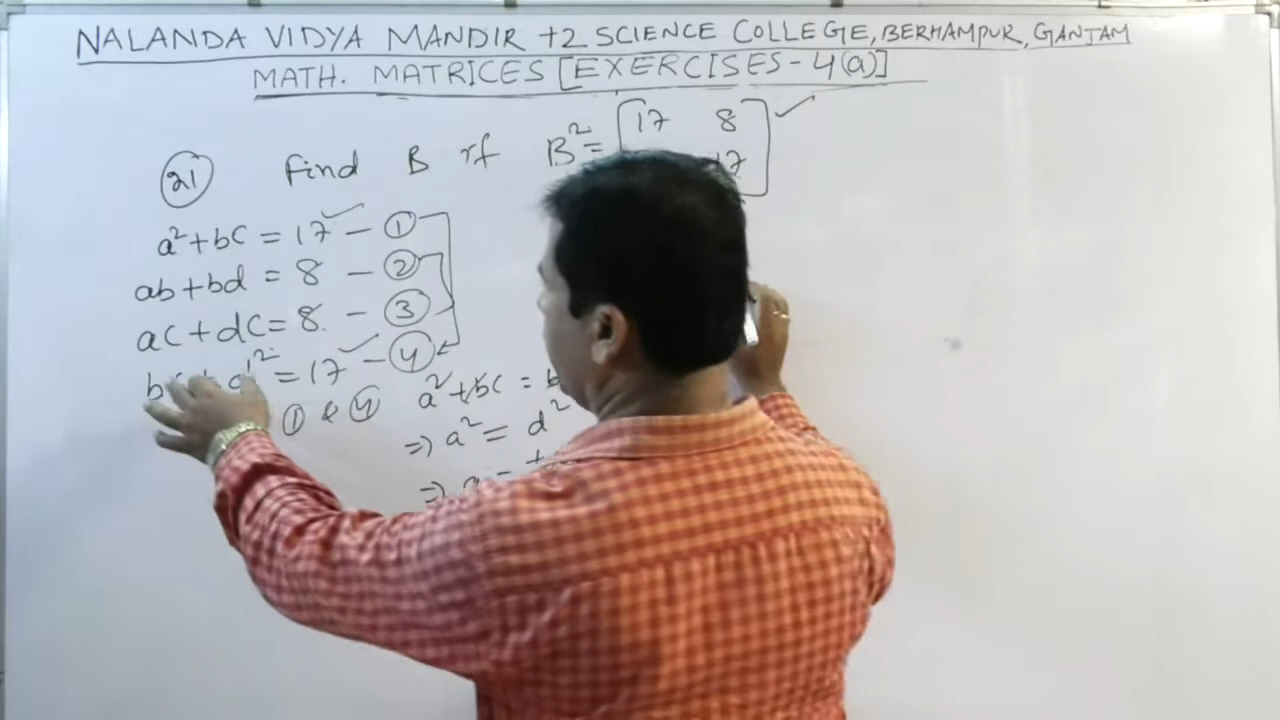 NALANDA VIDYA MANDIR +2 SCIENCE COLLEGE, BERHAMPUR, GANJAM
MATH. MATRICES [EXERCISES - 4(a)]
(21) Find B if B² = [17 8
17]
a² + bc = 17 – (1)
ab + bd = 8 – (2)
ac + dc = 8 – (3)
b + d² = 17 – (4)
(1) & (4) a² + bc = b
=> a² = d²
=> a = ±